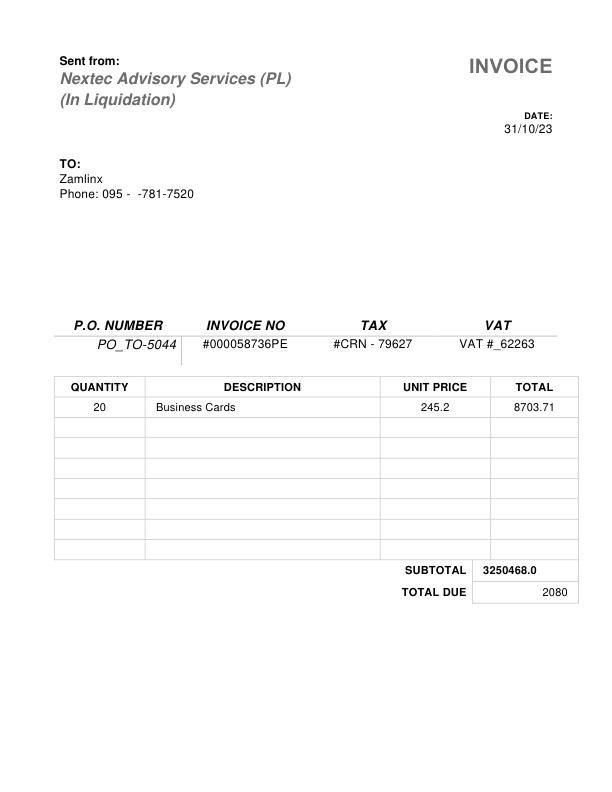 Sent from:
Nextec Advisory Services (PL)
(In Liquidation)
INVOICE
DATE:
31/10/23
TO:
Zamlinx
Phone: 095 -  -781-7520
P.O. NUMBER INVOICE NO TAX VAT
PO_TO-5044 #000058736PE #CRN - 79627 VAT #_62263
QUANTITY DESCRIPTION UNIT PRICE TOTAL
20 Business Cards 245.2 8703.71
SUBTOTAL 3250468.0
TOTAL DUE 2080